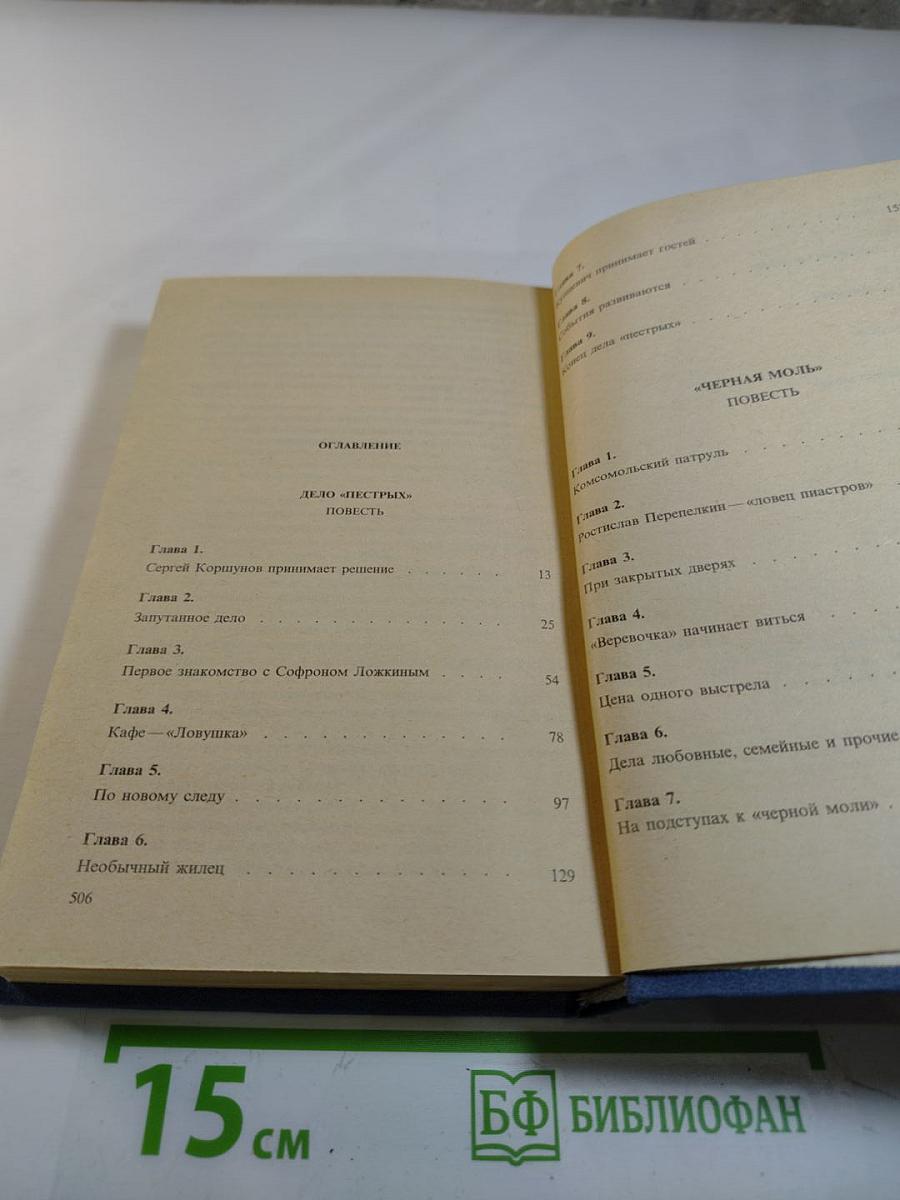 ОГЛАВЛЕНИЕ
ДЕЛО «ПЕСТРЫХ»
ПОВЕСТЬ
Глава 1.
Сергей Коршунов принимает решение . . . . . . . 13
Глава 2.
Запутанное дело . . . . . . . . . . . . . . 25
Глава 3.
Первое знакомство с Софроном Ложкиным . . . . 54
Глава 4.
Кафе — «Ловушка» . . . . . . . . . . . . . 78
Глава 5.
По новому следу . . . . . . . . . . . . . . 97
Глава 6.
Необычный жилец . . . . . . . . . . . . . 129
506
Глава 7.
принимает гостей
Глава 8.
События развиваются
Глава 9.
Конец дела «пестрых»
«ЧЕРНАЯ МОЛЬ»
ПОВЕСТЬ
Глава 1.
Комсомольский патруль
Глава 2.
Ростислав Перепелкин — «ловец пиастров»
Глава 3.
При закрытых дверях
Глава 4.
«Веревочка» начинает виться
Глава 5.
Цена одного выстрела
Глава 6.
Дела любовные, семейные и прочие
Глава 7.
На подступах к «черной моли» .
15 см
БФ БИБЛИОФАН